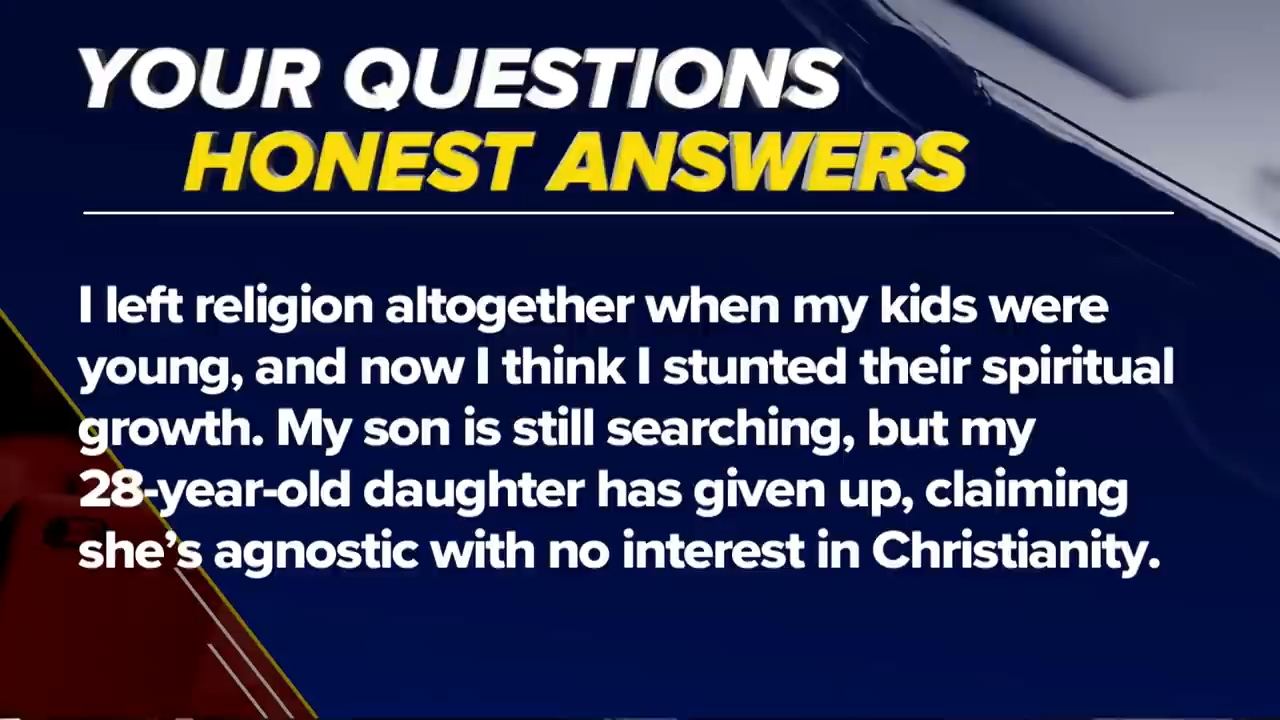 YOUR QUESTIONS
HONEST ANSWERS
I left religion altogether when my kids were
young, and now I think I stunted their spiritual
growth. My son is still searching, but my
28-year-old daughter has given up, claiming
she’s agnostic with no interest in Christianity.